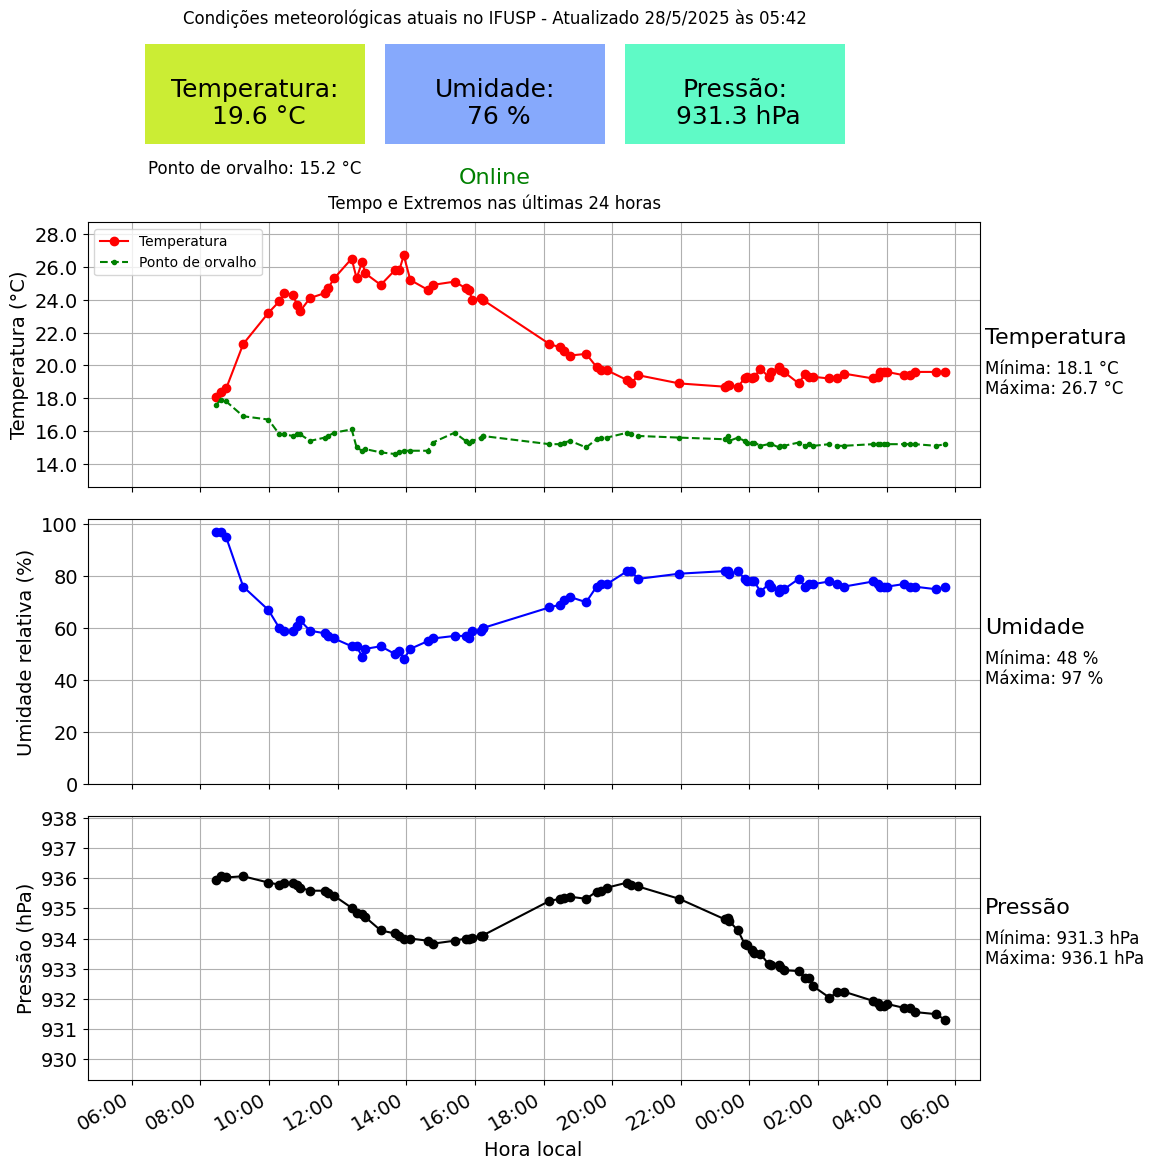 Condições meteorológicas atuais no IFUSP - Atualizado 28/5/2025 às 05:42
Temperatura:
19.6 °C
Umidade:
76 %
Pressão:
931.3 hPa
Ponto de orvalho: 15.2 °C
Online
Tempo e Extremos nas últimas 24 horas
Temperatura (°C)
28.0
26.0
24.0
22.0
20.0
18.0
16.0
14.0
Temperatura
Ponto de orvalho
Temperatura
Mínima: 18.1 °C
Máxima: 26.7 °C
Umidade relativa (%)
100
80
60
40
20
0
Umidade
Mínima: 48 %
Máxima: 97 %
Pressão (hPa)
938
937
936
935
934
933
932
931
930
Pressão
Mínima: 931.3 hPa
Máxima: 936.1 hPa
06:00 08:00 10:00 12:00 14:00 16:00 18:00 20:00 22:00 00:00 02:00 04:00 06:00
Hora local